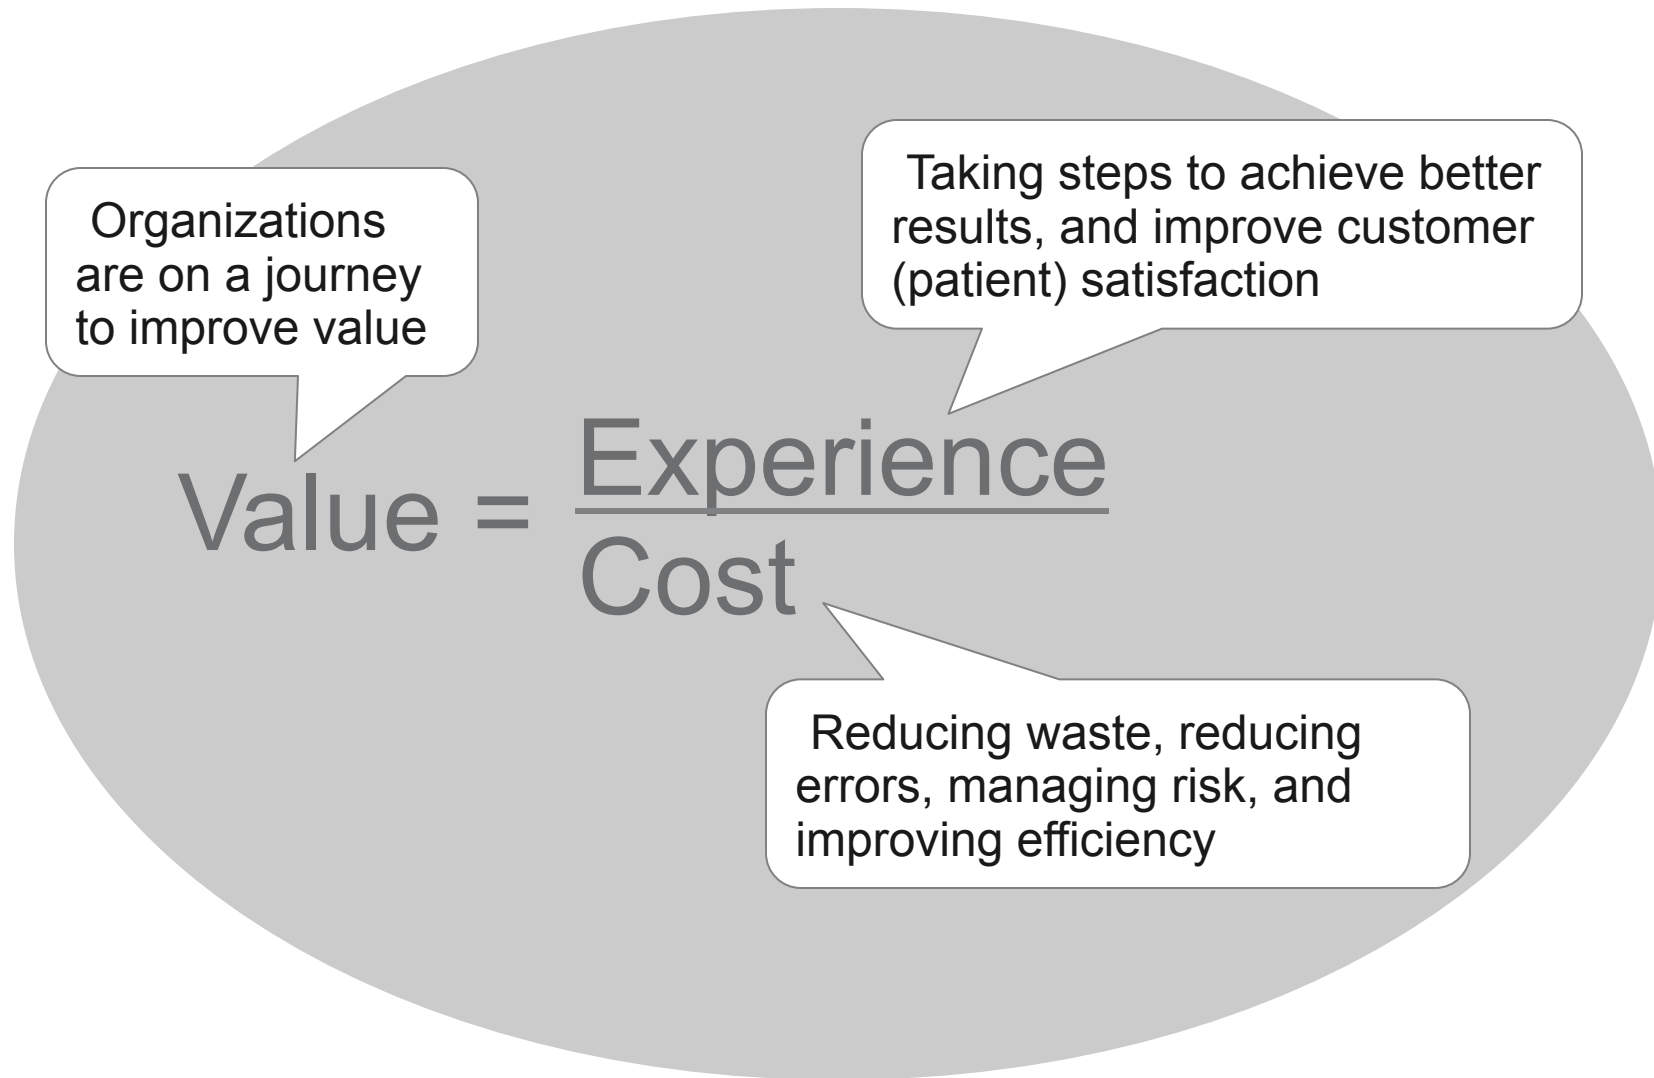 Organizations
are on a journey
to improve value
Taking steps to achieve better
results, and improve customer
(patient) satisfaction
Value = Experience
Cost
Reducing waste, reducing
errors, managing risk, and
improving efficiency